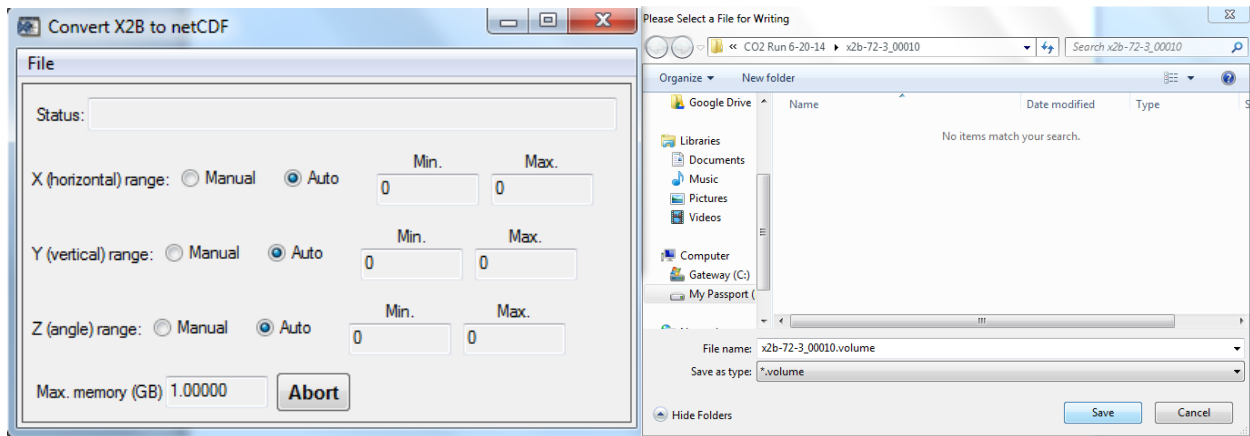 Convert X2B to netCDF
File
Status:
Min. Max.
X (horizontal) range: Manual Auto 0 0
Min. Max.
Y (vertical) range: Manual Auto 0 0
Min. Max.
Z (angle) range: Manual Auto 0 0
Max. memory (GB) 1.00000 Abort
Please Select a File for Writing
« CO2 Run 6-20-14 x2b-72-3_00010 Search x2b-72-3_00010
Organize New folder
Google Drive Name Date modified Type S
No items match your search.
Libraries
Documents
Music
Pictures
Videos
Computer
Gateway (C:)
My Passport (
File name: x2b-72-3_00010.volume
Save as type: *.volume
Hide Folders Save Cancel